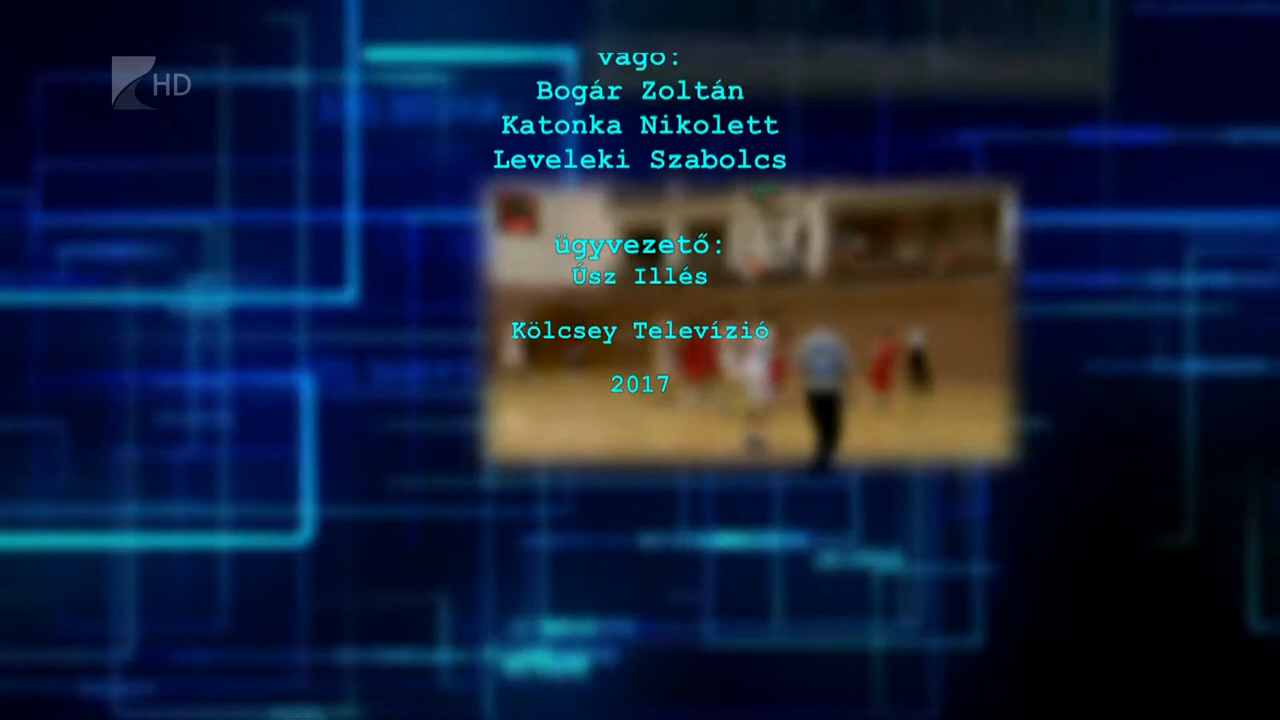 HD
vágó:
Bogár Zoltán
Katonka Nikolett
Leveleki Szabolcs
ügyvezető:
Úsz Illés
Kölcsey Televízió
2017